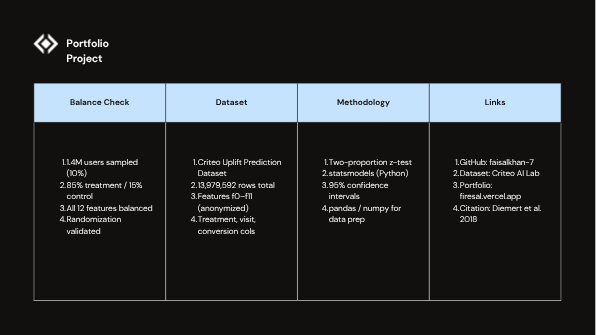 Portfolio
Project
Balance Check
Dataset
Methodology
Links
1.1.4M users sampled
(10%)
2.85% treatment / 15%
control
3.All 12 features balanced
4.Randomization
validated
1.Criteo Uplift Prediction
Dataset
2.13,979,592 rows total
3.Features f0–f11
(anonymized)
4.Treatment, visit,
conversion cols
1.Two-proportion z-test
2.statsmodels (Python)
3.95% confidence
intervals
4.pandas / numpy for
data prep
1.GitHub: faisalkhan-7
2.Dataset: Criteo AI Lab
3.Portfolio:
firesal.vercel.app
4.Citation: Diemert et al.
2018